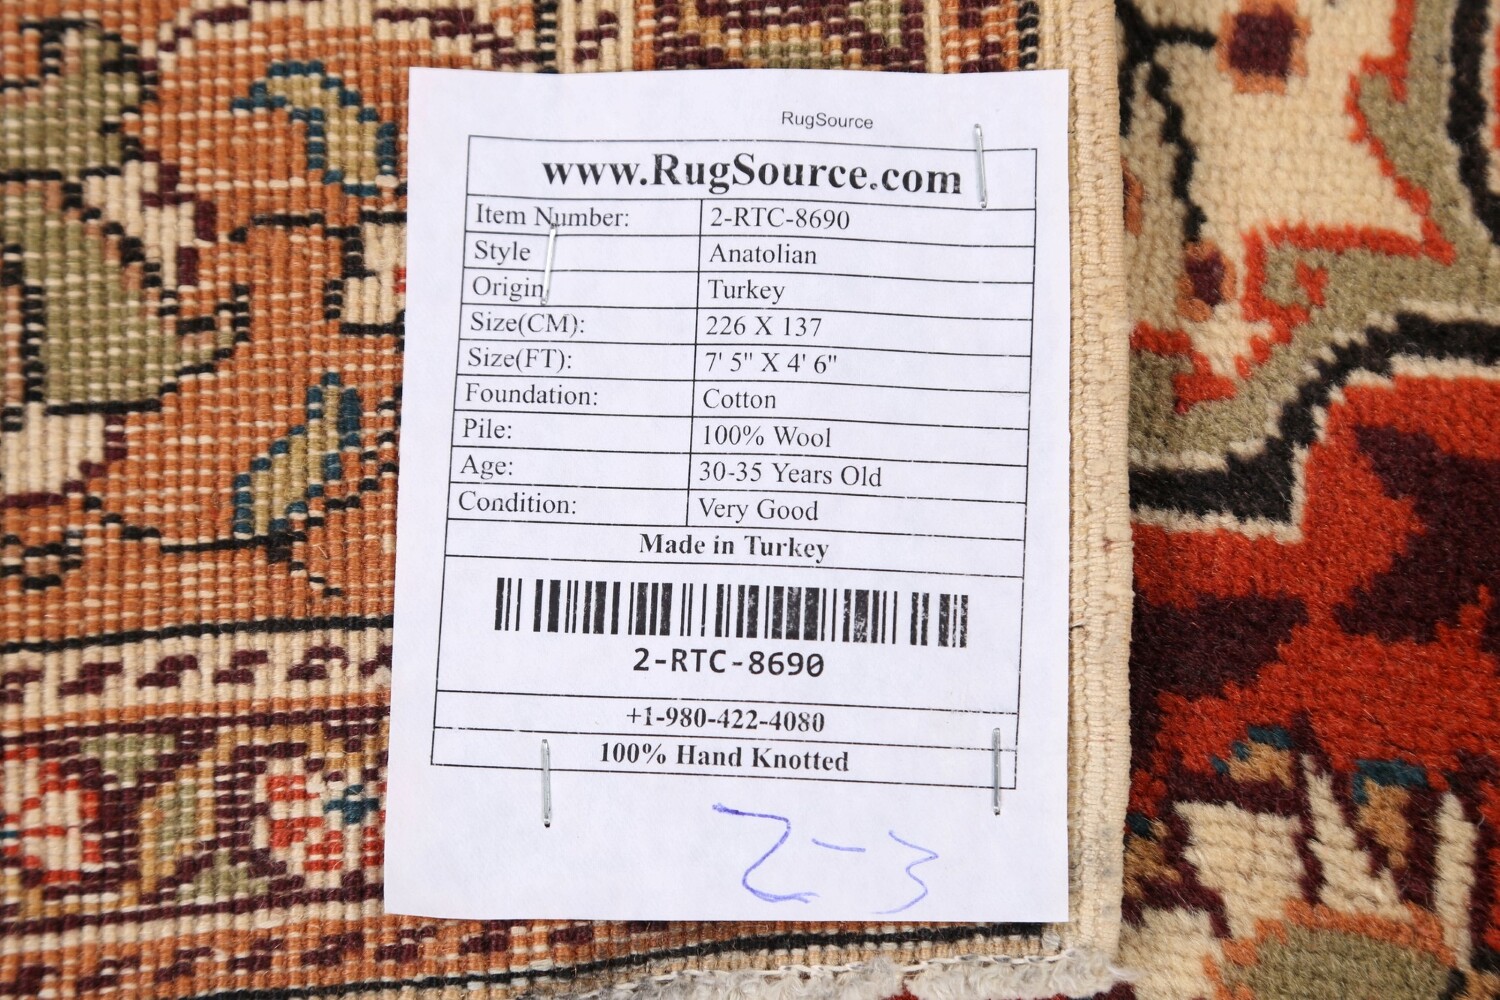 RugSource
www.RugSource.com
Item Number: 2-RTC-8690
Style Anatolian
Origin Turkey
Size(CM): 226 X 137
Size(FT): 7' 5" X 4' 6"
Foundation: Cotton
Pile: 100% Wool
Age: 30-35 Years Old
Condition: Very Good
Made in Turkey
2-RTC-8690
+1-980-422-4080
100% Hand Knotted
Z-3